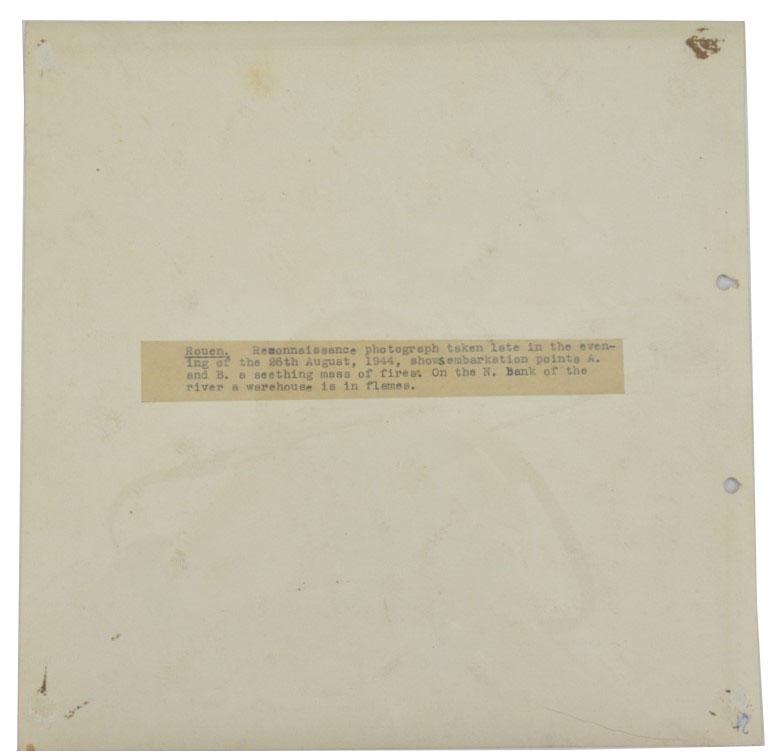 Rouen. Reconnaissance photograph taken late in the even-
ing of the 26th August, 1944, shows embarkation points A.
and B. a seething mass of fires. On the N. Bank of the
river a warehouse is in flames.